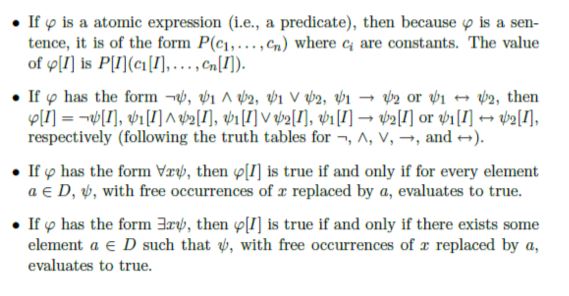 • If φ is a atomic expression (i.e., a predicate), then because φ is a sen-
tence, it is of the form P(c₁, . . . , cₙ) where cᵢ are constants. The value
of φ[I] is P[I](c₁[I], . . . , cₙ[I]).
• If φ has the form ¬ψ, ψ₁ ∧ ψ₂, ψ₁ ∨ ψ₂, ψ₁ → ψ₂ or ψ₁ ↔ ψ₂, then
φ[I] = ¬ψ[I], ψ₁[I] ∧ ψ₂[I], ψ₁[I] ∨ ψ₂[I], ψ₁[I] → ψ₂[I] or ψ₁[I] ↔ ψ₂[I],
respectively (following the truth tables for ¬, ∧, ∨, →, and ↔).
• If φ has the form ∀xψ, then φ[I] is true if and only if for every element
a ∈ D, ψ, with free occurrences of x replaced by a, evaluates to true.
• If φ has the form ∃xψ, then φ[I] is true if and only if there exists some
element a ∈ D such that ψ, with free occurrences of x replaced by a,
evaluates to true.